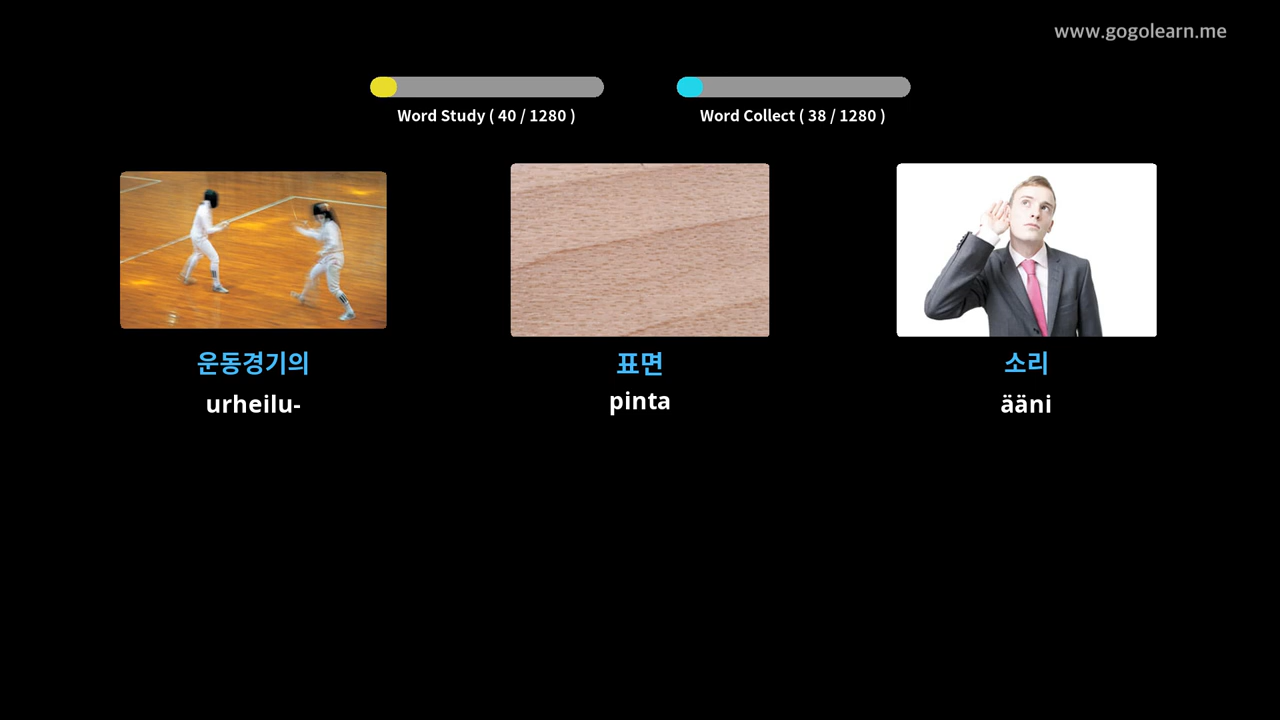 www.gogolearn.me
Word Study ( 40 / 1280 )
Word Collect ( 38 / 1280 )
운동경기의
urheilu-
표면
pinta
소리
ääni